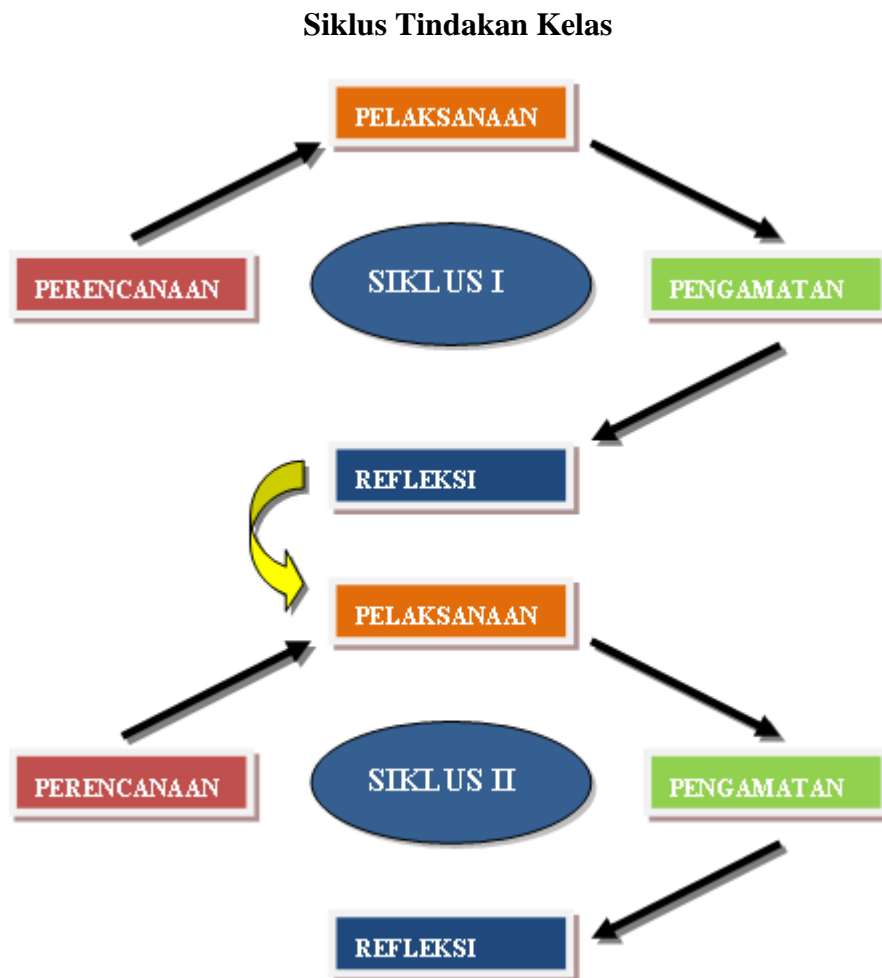 Siklus Tindakan Kelas
PELAKSANAAN
PERENCANAAN
SIKLUS I
PENGAMATAN
REFLEKSI
PELAKSANAAN
PERENCANAAN
SIKLUS II
PENGAMATAN
REFLEKSI